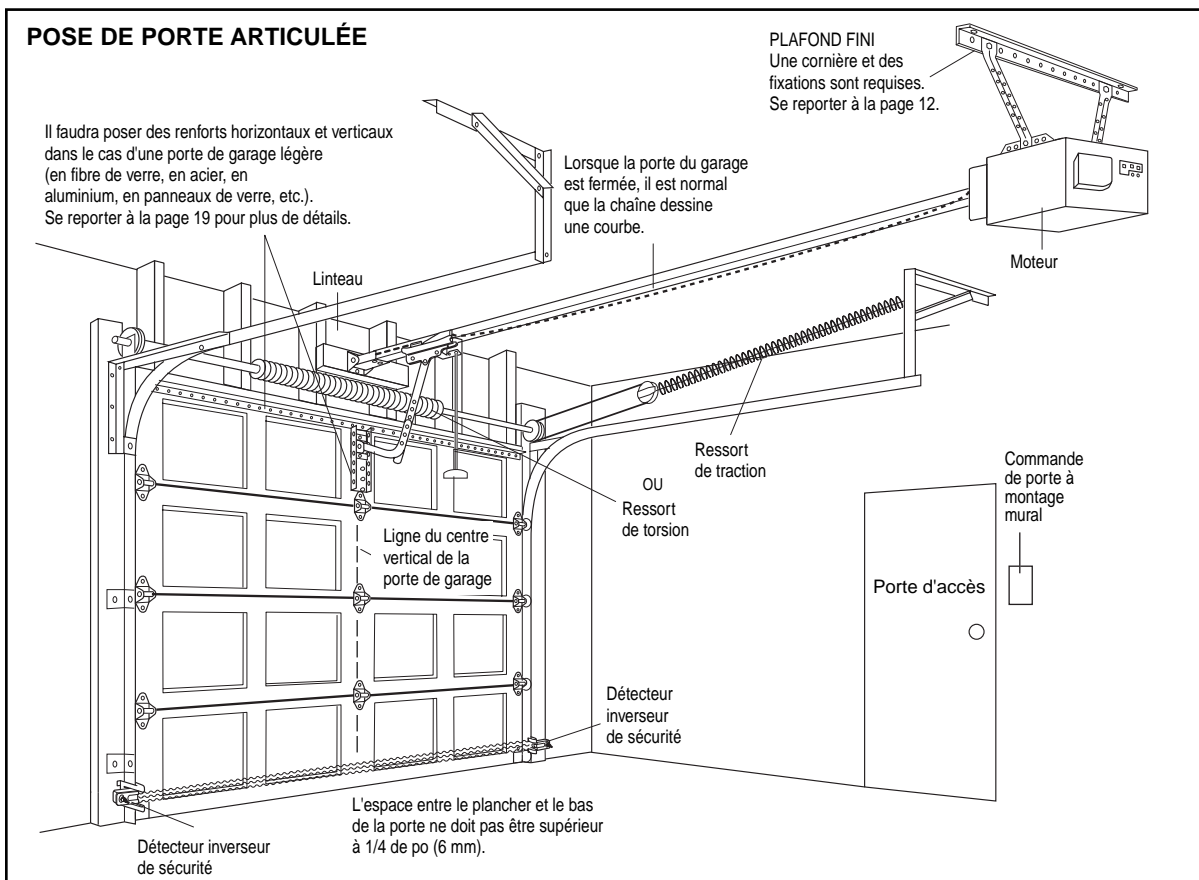 POSE DE PORTE ARTICULÉE
PLAFOND FINI
Une cornière et des
fixations sont requises.
Se reporter à la page 12.
Il faudra poser des renforts horizontaux et verticaux
dans le cas d'une porte de garage légère
(en fibre de verre, en acier, en
aluminium, en panneaux de verre, etc.).
Se reporter à la page 19 pour plus de détails.
Lorsque la porte du garage
est fermée, il est normal
que la chaîne dessine
une courbe.
Moteur
Linteau
Ressort
de traction
OU
Ressort
de torsion
Commande
de porte à
montage
mural
Ligne du centre
vertical de la
porte de garage
Porte d'accès
Détecteur
inverseur
de sécurité
L'espace entre le plancher et le bas
de la porte ne doit pas être supérieur
à 1/4 de po (6 mm).
Détecteur inverseur
de sécurité